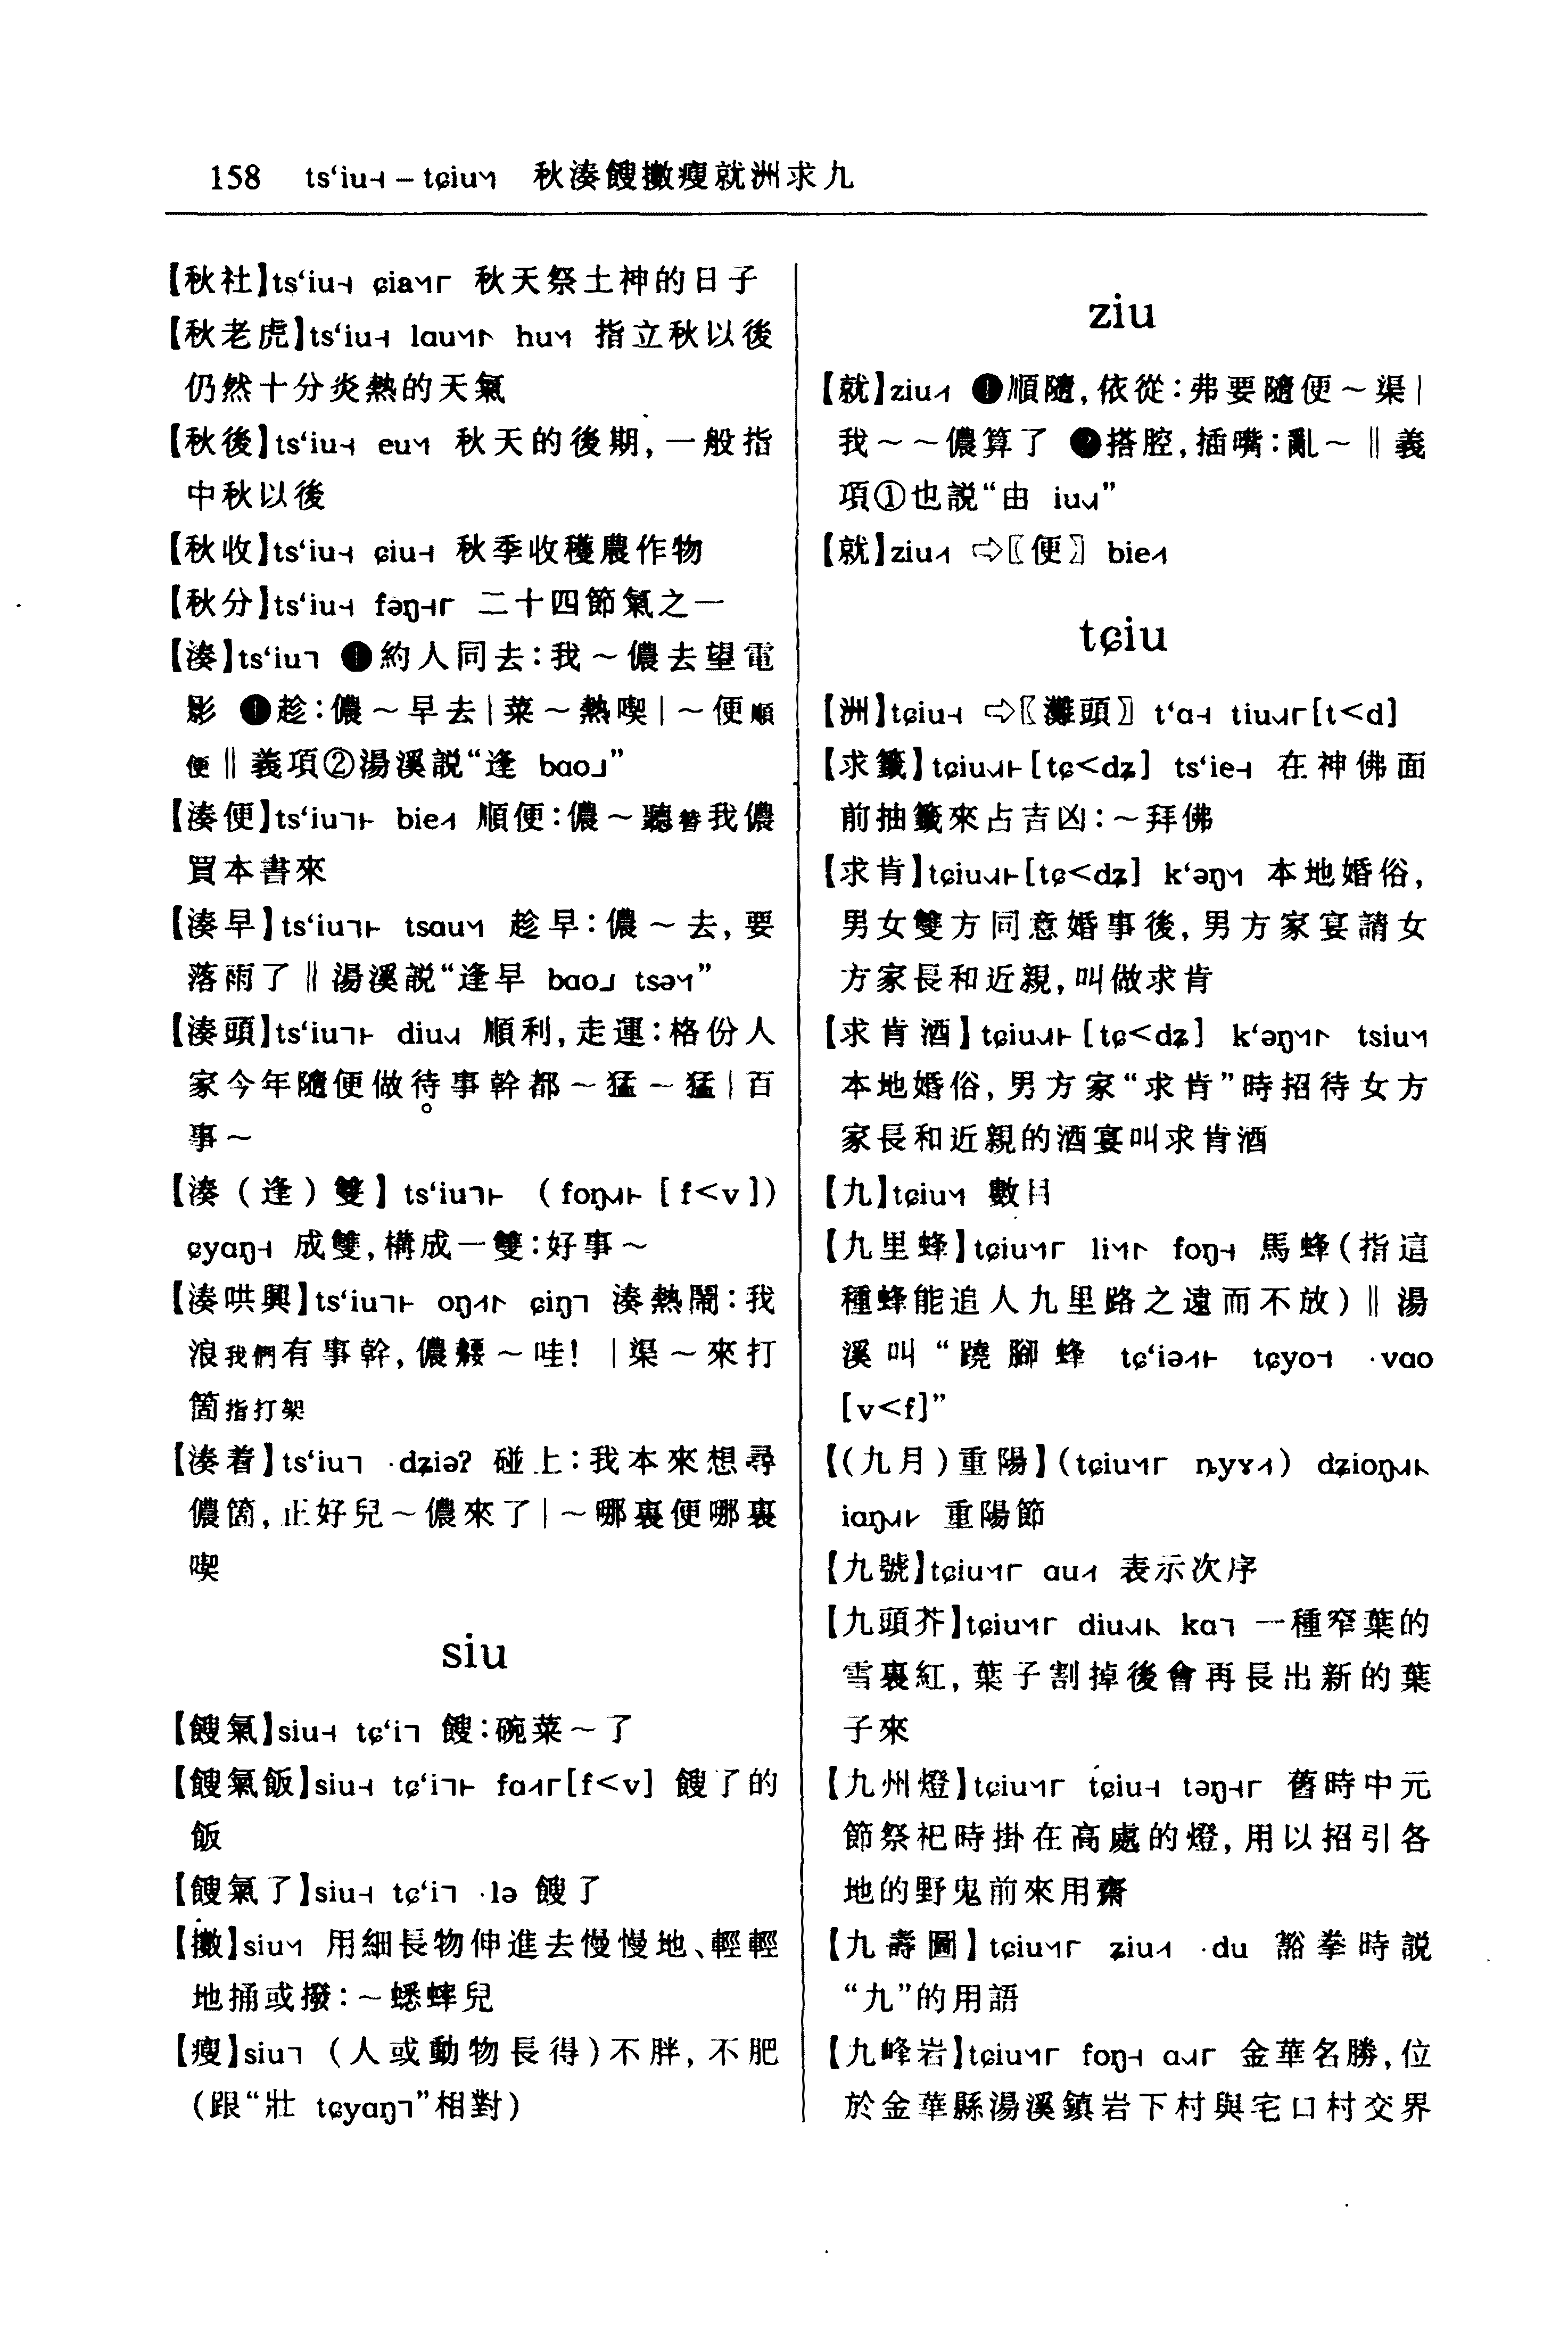 158 ts‘iu˧ – tɕiu˥˧ 秋湊餿擻瘦就洲求九
【秋社】ts‘iu ɕia 秋天祭土神的日子
【秋老虎】ts‘iu lau hu 指立秋以後
仍然十分炎熱的天氣
【秋後】ts‘iu eu 秋天的後期,一般指
中秋以後
【秋收】ts‘iu ɕiu 秋季收穫農作物
【秋分】ts‘iu fəŋ 二十四節氣之一
【湊】ts‘iu ❶約人同去:我～儂去望電
影 ❶趁:儂～早去|菜～熱喫|～便順
便‖義項②湯溪説“逢 bao”
【湊便】ts‘iu bie 順便:儂～聽替我儂
買本書來
【湊早】ts‘iu tsau 趁早:儂～去,要
落雨了‖湯溪説“逢早 bao tsə”
【湊頭】ts‘iu diu 順利,走運:格份人
家今年隨便做待。事幹都～猛～猛|百
事～
【湊(逢)雙】ts‘iu (foŋ[f<v])
ɕyaŋ 成雙,構成一雙:好事～
【湊哄興】ts‘iu oŋ ɕiŋ 湊熱鬧:我
浪我們有事幹,儂覅～哇! |渠～來打
箇指打架
【湊着】ts‘iu ·dʑiəʔ 碰上:我本來想尋
儂箇,正好兒～儂來了|～哪裏便哪裏
喫
siu
【餿氣】siu tɕ‘i 餿:碗菜～了
【餿氣飯】siu tɕ‘i fa[f<v] 餿了的
飯
【餿氣了】siu tɕ‘i ·lə 餿了
【擻】siu 用細長物伸進去慢慢地、輕輕
地捅或撥:～蟋蟀兒
【瘦】siu (人或動物長得)不胖,不肥
(跟“壯 tɕyaŋ”相對)
ziu
【就】ziu ❶順隨,依從:弗要隨便～渠|
我～～儂算了 ❷搭腔,插嘴:亂～‖義
項①也説“由 iu”
【就】ziu ⇨〖便〗bie
tɕiu
【洲】tɕiu ⇨〖灘頭〗t‘a tiu[t<d]
【求籤】tɕiu[tɕ<dʑ] ts‘ie 在神佛面
前抽籤來占吉凶:～拜佛
【求肯】tɕiu[tɕ<dʑ] k‘əŋ 本地婚俗,
男女雙方同意婚事後,男方家宴請女
方家長和近親,叫做求肯
【求肯酒】tɕiu[tɕ<dʑ] k‘əŋ tsiu
本地婚俗,男方家“求肯”時招待女方
家長和近親的酒宴叫求肯酒
【九】tɕiu 數目
【九里蜂】tɕiu li foŋ 馬蜂(指這
種蜂能追人九里路之遠而不放)‖湯
溪叫“蹺腳蜂 tɕ‘iə tɕyo ·vao
[v<f]”
【(九月)重陽】(tɕiu ȵyɤ) dʑioŋ
iaŋ 重陽節
【九號】tɕiu au 表示次序
【九頭芥】tɕiu diu ka 一種窄葉的
雪裏紅,葉子割掉後會再長出新的葉
子來
【九州燈】tɕiu tɕiu təŋ 舊時中元
節祭祀時掛在高處的燈,用以招引各
地的野鬼前來用齋
【九壽圖】tɕiu ʑiu ·du 豁拳時説
“九”的用語
【九峰岩】tɕiu foŋ a 金華名勝,位
於金華縣湯溪鎮岩下村與宅口村交界